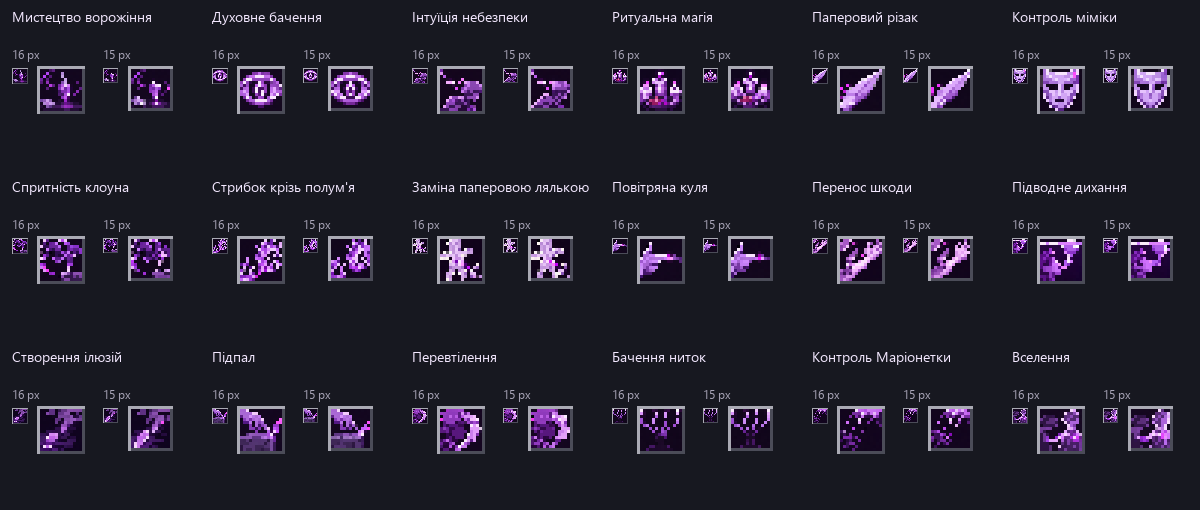 Мистецтво ворожіння
Духовне бачення
Інтуїція небезпеки
Ритуальна магія
Паперовий різак
Контроль міміки
16 px 15 px 16 px 15 px 16 px 15 px 16 px 15 px 16 px 15 px 16 px 15 px
Спритність клоуна
Стрибок крізь полум'я
Заміна паперовою лялькою
Повітряна куля
Перенос шкоди
Підводне дихання
16 px 15 px 16 px 15 px 16 px 15 px 16 px 15 px 16 px 15 px 16 px 15 px
Створення ілюзій
Підпал
Перевтілення
Бачення ниток
Контроль Маріонетки
Вселення
16 px 15 px 16 px 15 px 16 px 15 px 16 px 15 px 16 px 15 px 16 px 15 px